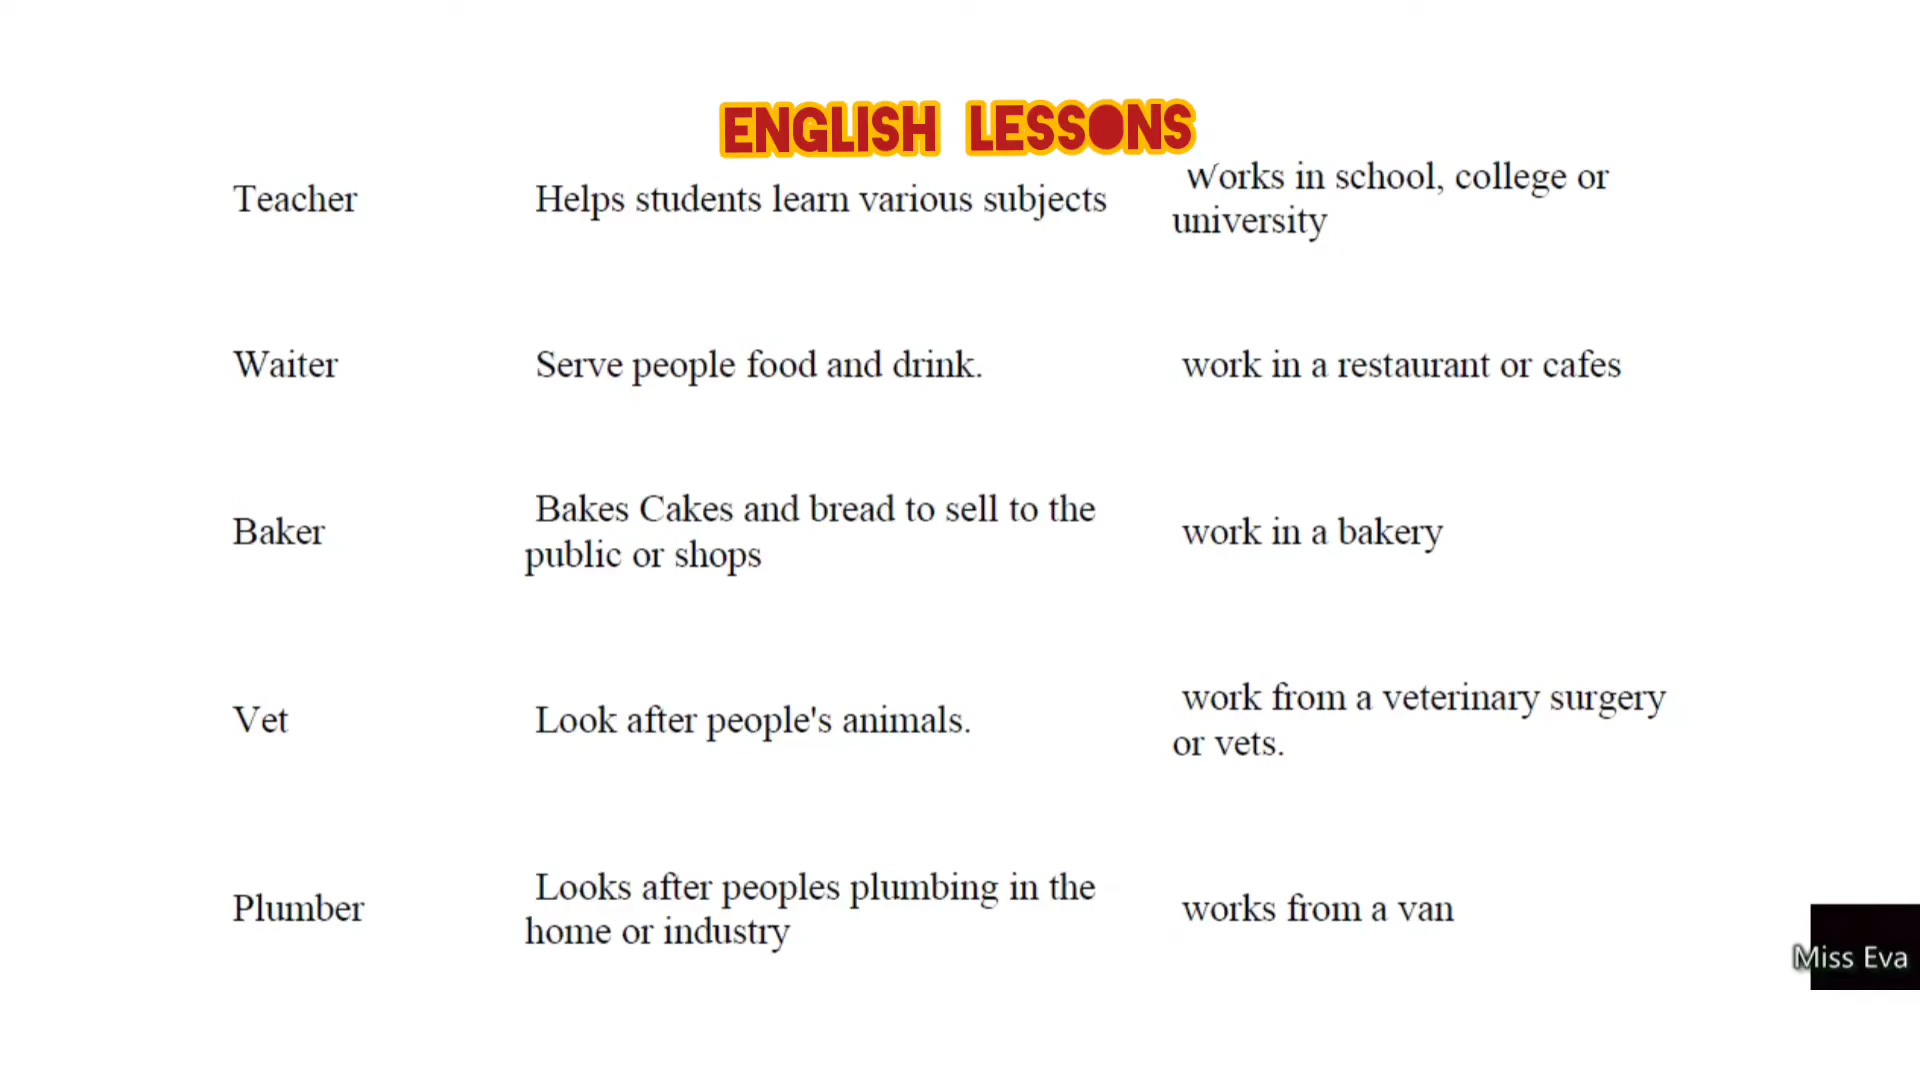 ENGLISH LESSONS
Teacher
Helps students learn various subjects
Works in school, college or
university
Waiter
Serve people food and drink.
work in a restaurant or cafes
Baker
Bakes Cakes and bread to sell to the
public or shops
work in a bakery
Vet
Look after people's animals.
work from a veterinary surgery
or vets.
Plumber
Looks after peoples plumbing in the
home or industry
works from a van
Miss Eva